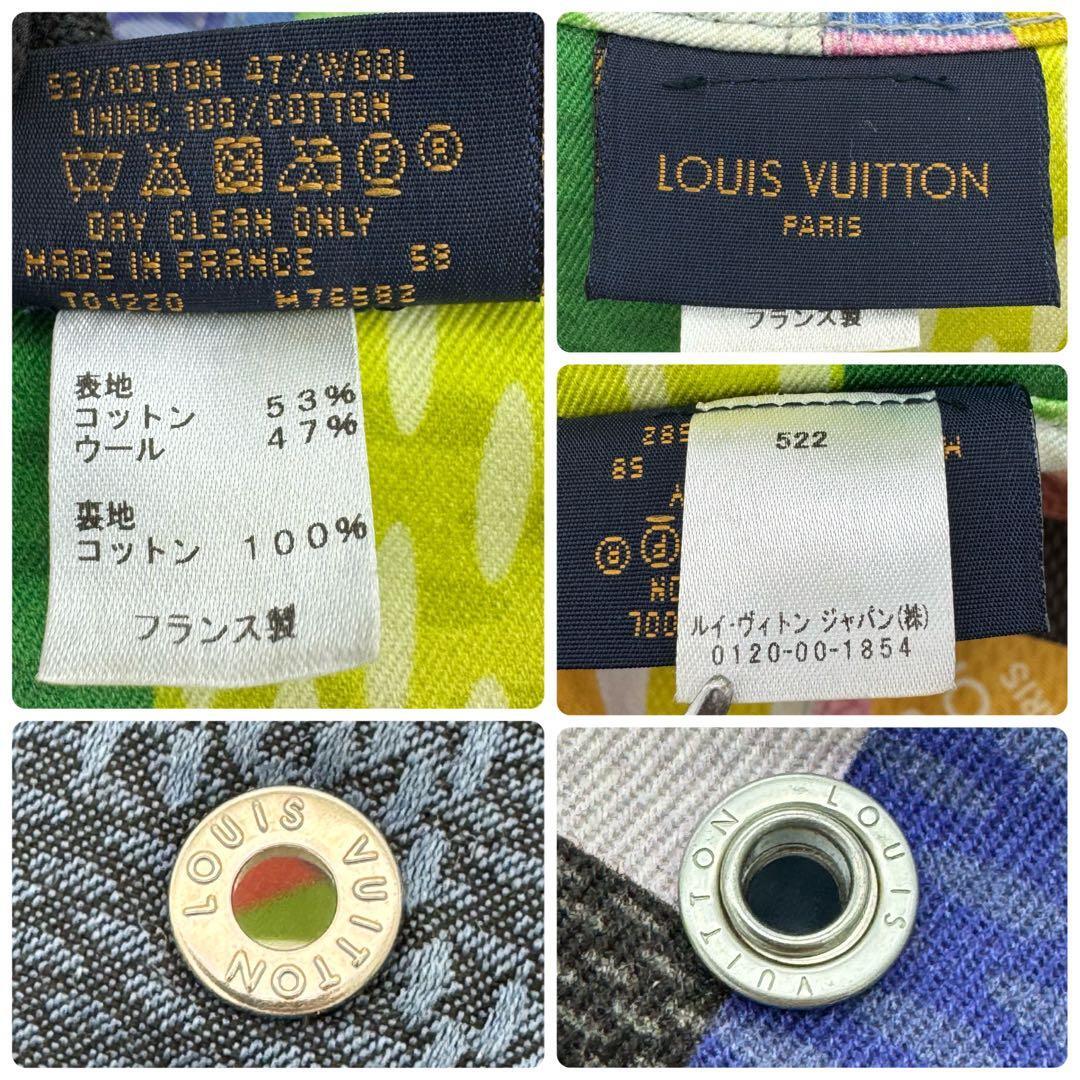 53% COTTON 47% WOOL
LINING: 100% COTTON
F B
DRY CLEAN ONLY
MADE IN FRANCE 58
TO1220 M76582
表地
コットン 53%
ウール 47%
裏地
コットン 100%
フランス製
LOUIS VUITTON
PARIS
フランス製
522
ルイ・ヴィトン ジャパン(株)
0120-00-1854
LOUIS VUITTON
LOUIS VUITTON